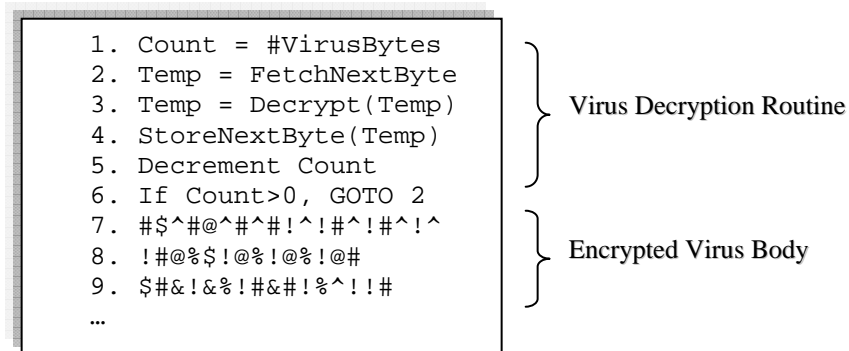 1. Count = #VirusBytes
2. Temp = FetchNextByte
3. Temp = Decrypt(Temp)
4. StoreNextByte(Temp)
5. Decrement Count
6. If Count>0, GOTO 2
Virus Decryption Routine
7. #$^#@^#^#!^!#^!#^!^
8. !#@%$!@%!@%!@#
9. $#&!&%!#&#!%^!!#
…
Encrypted Virus Body